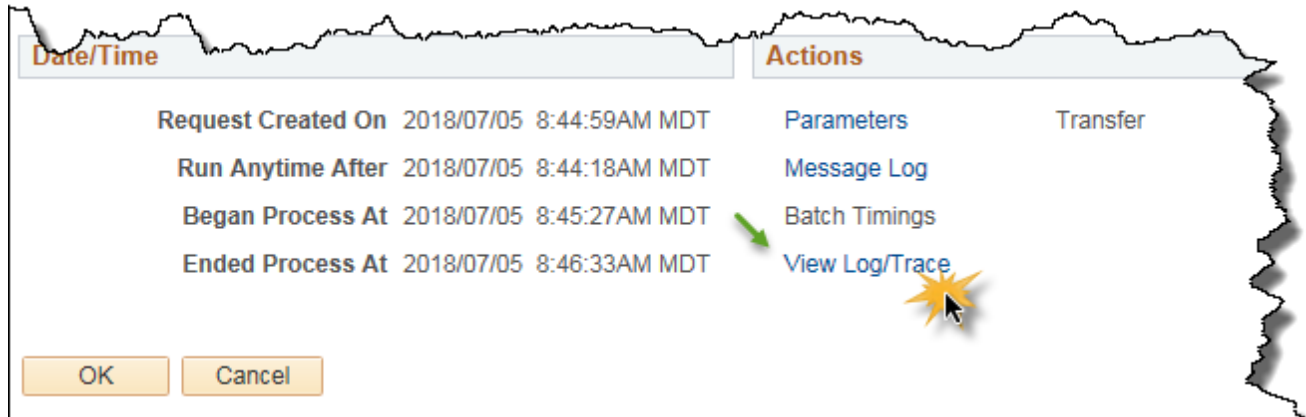 Date/Time Actions
Request Created On 2018/07/05 8:44:59AM MDT Parameters Transfer
Run Anytime After 2018/07/05 8:44:18AM MDT Message Log
Began Process At 2018/07/05 8:45:27AM MDT Batch Timings
Ended Process At 2018/07/05 8:46:33AM MDT View Log/Trace
OK Cancel